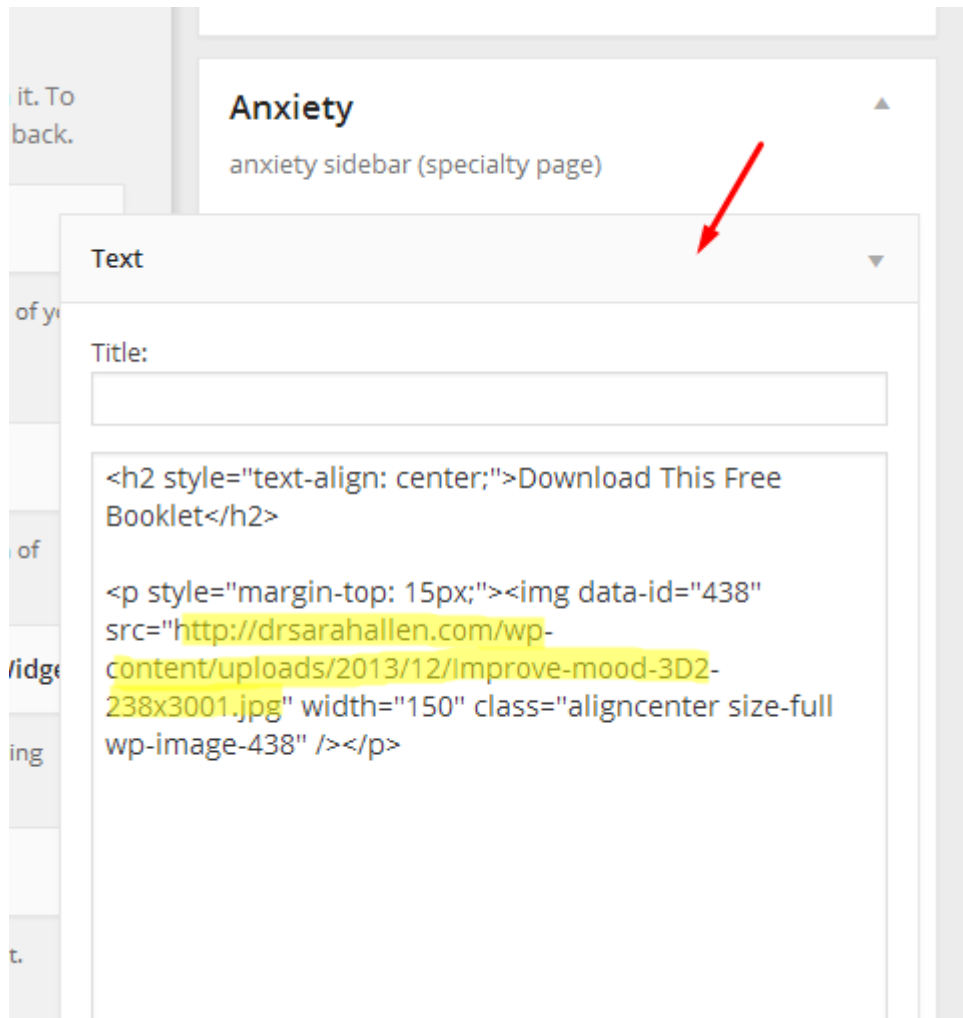 it. To
back.
Anxiety
anxiety sidebar (specialty page)
Text
of yo
Title:
<h2 style="text-align: center;">Download This Free
Booklet</h2>
of
<p style="margin-top: 15px;"><img data-id="438"
src="http://drsarahallen.com/wp-
content/uploads/2013/12/Improve-mood-3D2-
238x3001.jpg" width="150" class="aligncenter size-full
wp-image-438" /></p>
Widge
ing
t.